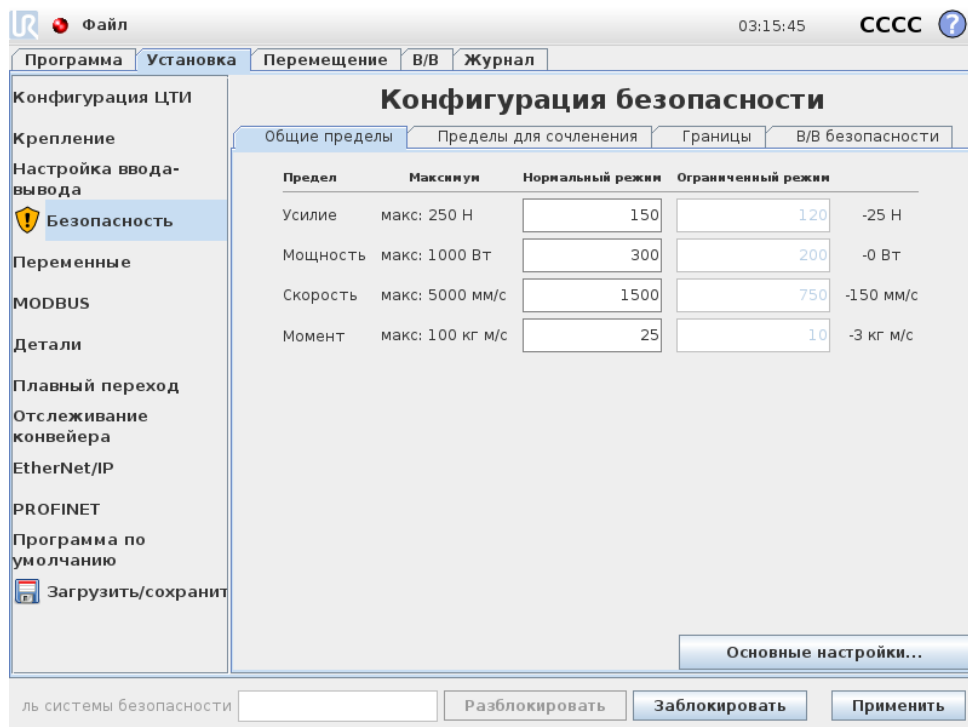 UR Файл 03:15:45 CCCC ?
Программа Установка Перемещение В/В Журнал
Конфигурация ЦТИ
Крепление
Настройка ввода-
вывода
Безопасность
Переменные
MODBUS
Детали
Плавный переход
Отслеживание
конвейера
EtherNet/IP
PROFINET
Программа по
умолчанию
Загрузить/сохранит
Конфигурация безопасности
Общие пределы Пределы для сочленения Границы В/В безопасности
Предел Максимум Нормальный режим Ограниченный режим
Усилие макс: 250 Н 150 120 -25 Н
Мощность макс: 1000 Вт 300 200 -0 Вт
Скорость макс: 5000 мм/с 1500 750 -150 мм/с
Момент макс: 100 кг м/с 25 10 -3 кг м/с
Основные настройки...
ль системы безопасности Разблокировать Заблокировать Применить